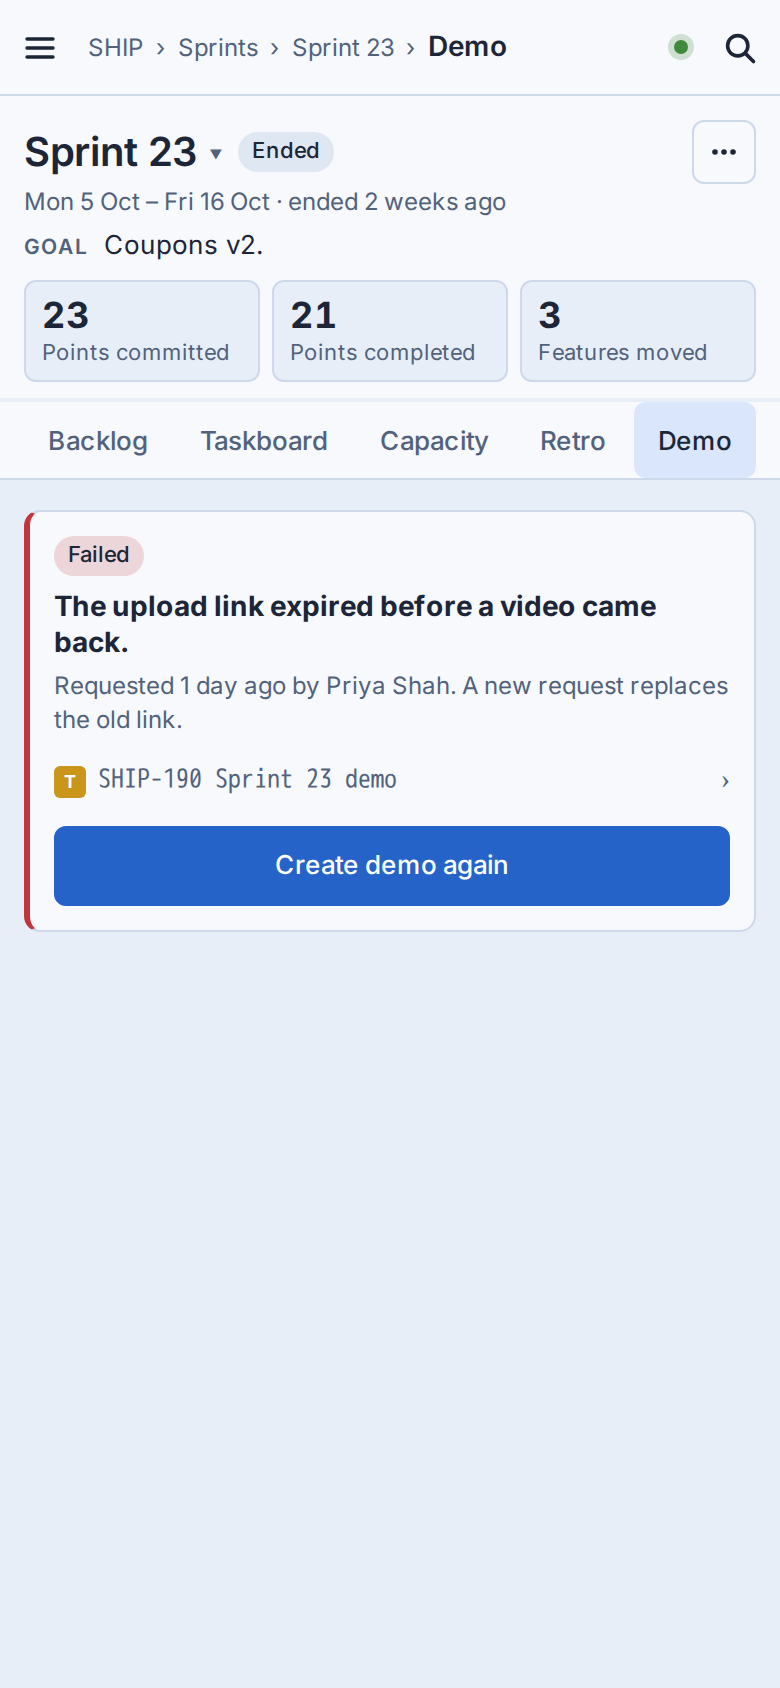 SHIP › Sprints › Sprint 23 › Demo
Sprint 23 ▾ Ended
Mon 5 Oct – Fri 16 Oct · ended 2 weeks ago
GOAL Coupons v2.
23 21 3
Points committed Points completed Features moved
Backlog Taskboard Capacity Retro Demo
Failed
The upload link expired before a video came
back.
Requested 1 day ago by Priya Shah. A new request replaces
the old link.
T SHIP-190 Sprint 23 demo ›
Create demo again